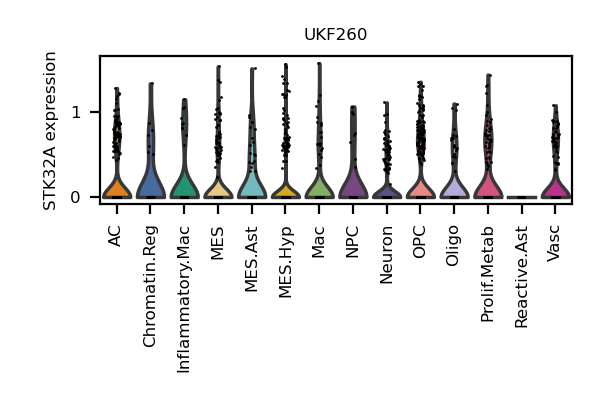 UKF260
STK32A expression
1
0
AC
Chromatin.Reg
Inflammatory.Mac
MES
MES.Ast
MES.Hyp
Mac
NPC
Neuron
OPC
Oligo
Prolif.Metab
Reactive.Ast
Vasc